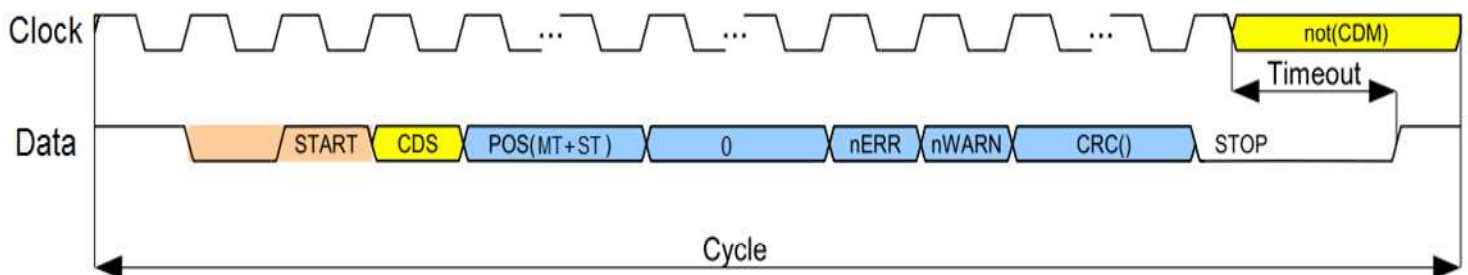 Clock ... ... ... not(CDM)
Timeout
Data START CDS POS(MT+ST) 0 nERR nWARN CRC() STOP
Cycle